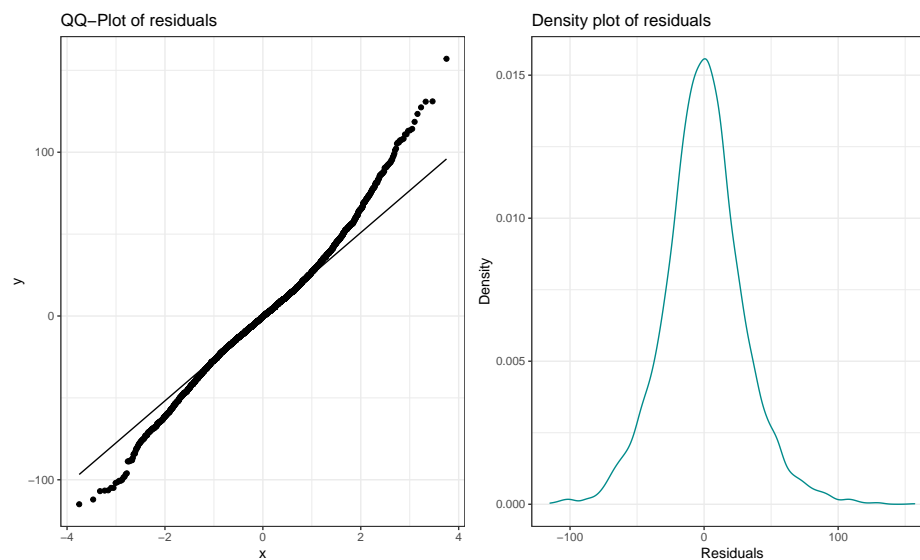 QQ−Plot of residuals
100
0
−100
−4
−2
0
2
4
x
y
Density plot of residuals
0.015
0.010
0.005
0.000
−100
0
100
Residuals
Density